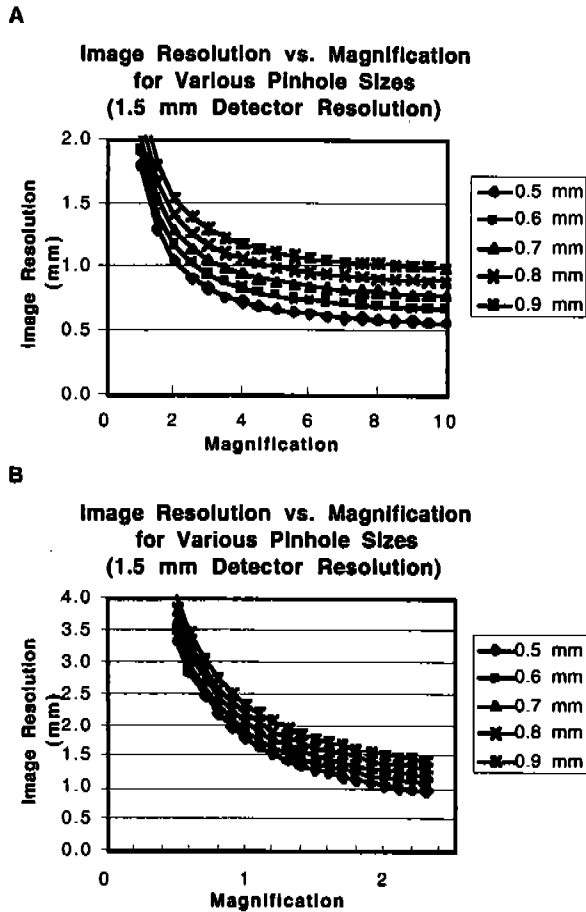 A
Image Resolution vs. Magnification
for Various Pinhole Sizes
(1.5 mm Detector Resolution)
2.0
1.5
1.0
0.5
0.0
Image Resolution
(mm)
0 2 4 6 8 10
Magnification
0.5 mm
0.6 mm
0.7 mm
0.8 mm
0.9 mm
B
Image Resolution vs. Magnification
for Various Pinhole Sizes
(1.5 mm Detector Resolution)
4.0
3.5
3.0
2.5
2.0
1.5
1.0
0.5
0.0
Image Resolution
(mm)
0 1 2
Magnification
0.5 mm
0.6 mm
0.7 mm
0.8 mm
0.9 mm